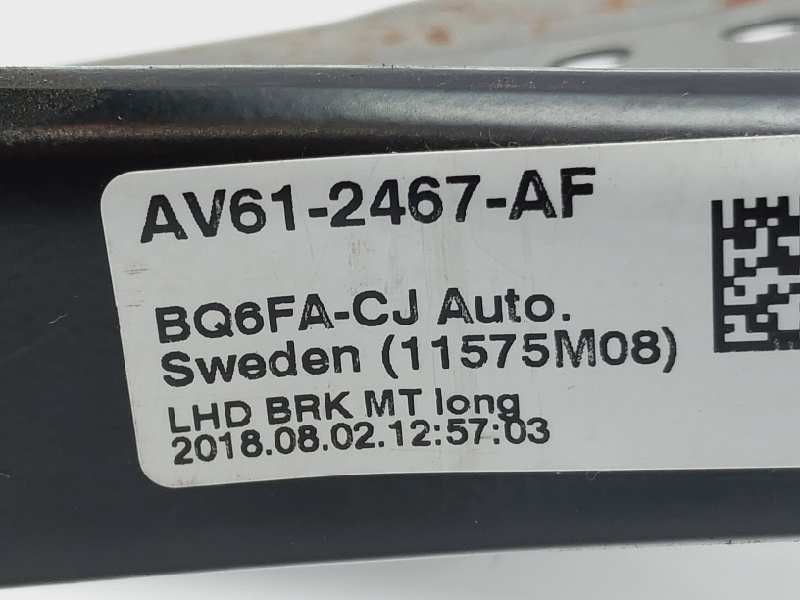 AV61-2467-AF
BQ6FA-CJ Auto.
Sweden (11575M08)
LHD BRK MT long
2018.08.02.12:57:03